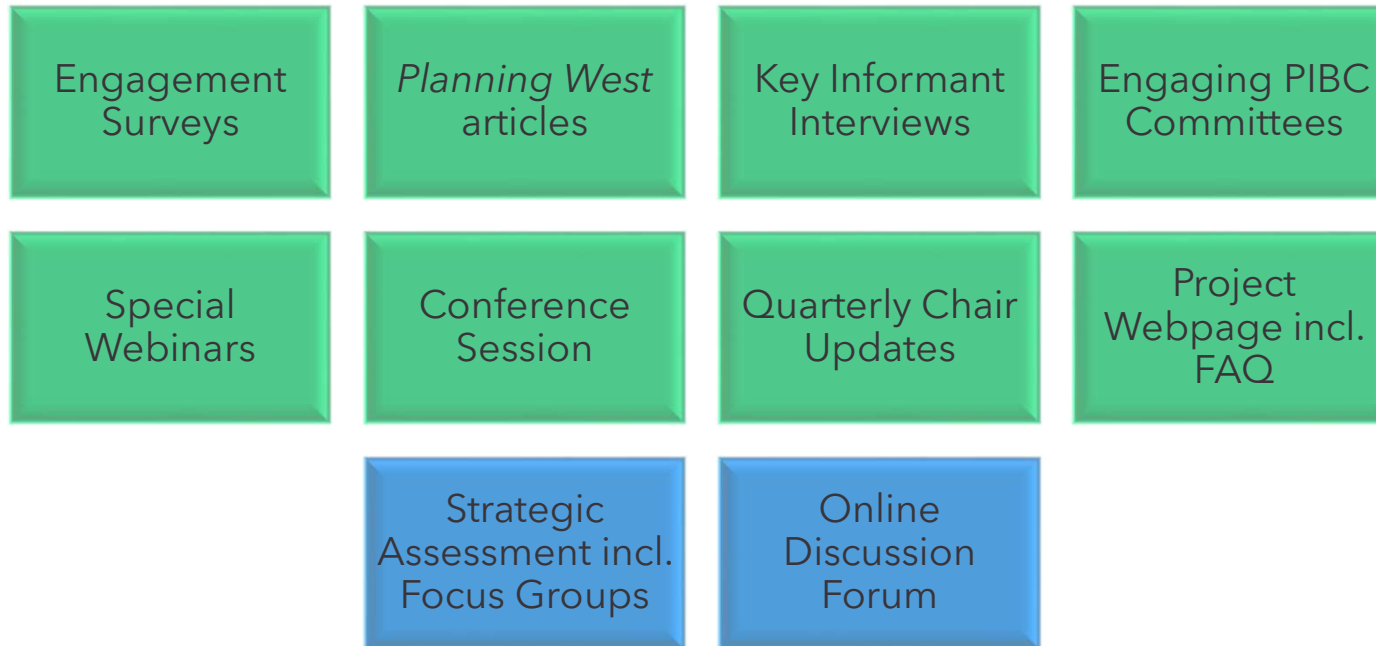 Engagement
Surveys
Planning West
articles
Key Informant
Interviews
Engaging PIBC
Committees
Special
Webinars
Conference
Session
Quarterly Chair
Updates
Project
Webpage incl.
FAQ
Strategic
Assessment incl.
Focus Groups
Online
Discussion
Forum